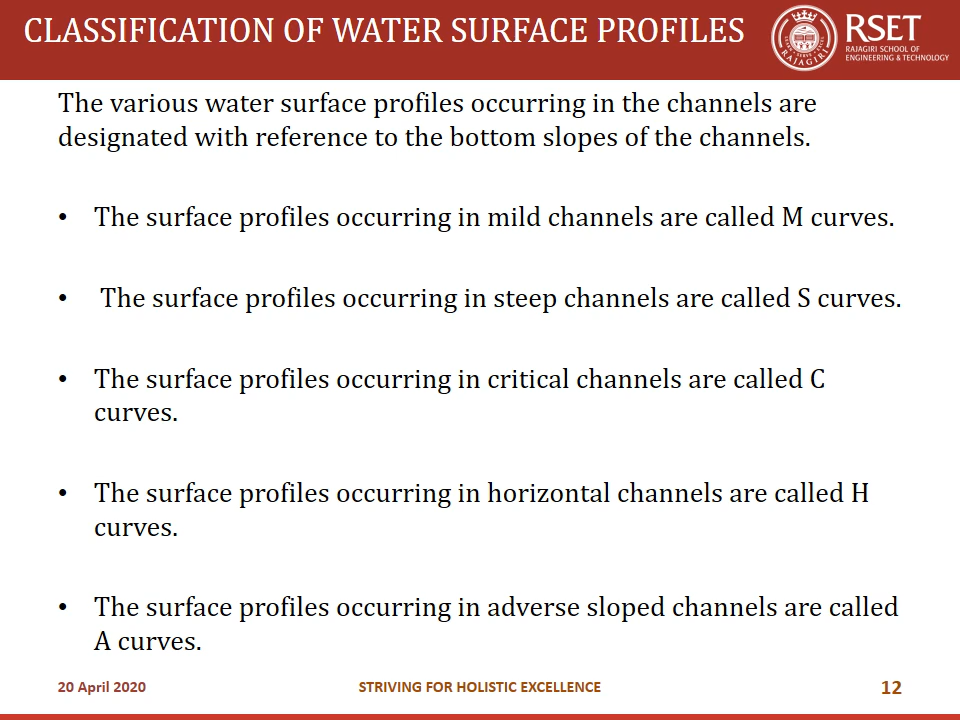 CLASSIFICATION OF WATER SURFACE PROFILES
RSET
RAJAGIRI SCHOOL OF
ENGINEERING & TECHNOLOGY
RAJAGIRI
The various water surface profiles occurring in the channels are
designated with reference to the bottom slopes of the channels.
• The surface profiles occurring in mild channels are called M curves.
• The surface profiles occurring in steep channels are called S curves.
• The surface profiles occurring in critical channels are called C
curves.
• The surface profiles occurring in horizontal channels are called H
curves.
• The surface profiles occurring in adverse sloped channels are called
A curves.
20 April 2020
STRIVING FOR HOLISTIC EXCELLENCE
12